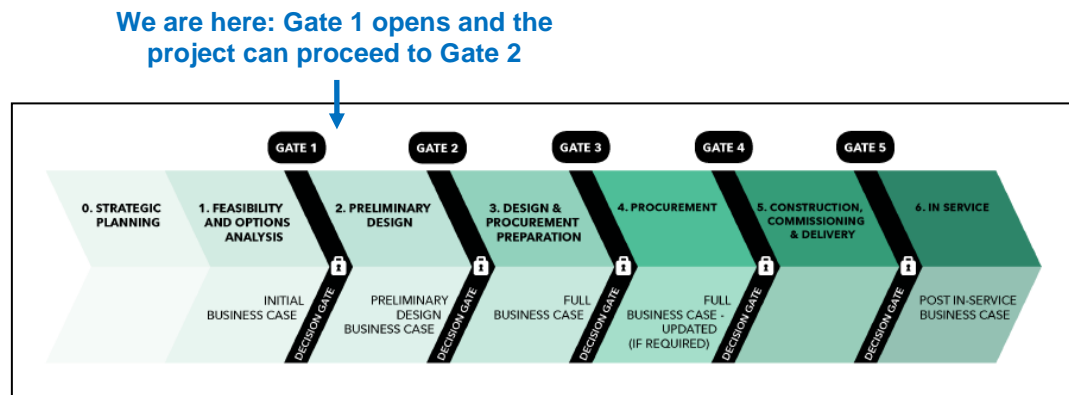 We are here: Gate 1 opens and the
project can proceed to Gate 2
GATE 1
GATE 2
GATE 3
GATE 4
GATE 5
0. STRATEGIC
PLANNING
1. FEASIBILITY
AND OPTIONS
ANALYSIS
2. PRELIMINARY
DESIGN
3. DESIGN &
PROCUREMENT
PREPARATION
4. PROCUREMENT
5. CONSTRUCTION,
COMMISSIONING
& DELIVERY
6. IN SERVICE
INITIAL
BUSINESS CASE
DECISION GATE
PRELIMINARY
DESIGN
BUSINESS CASE
DECISION GATE
FULL
BUSINESS CASE
DECISION GATE
FULL
BUSINESS CASE -
UPDATED
(IF REQUIRED)
DECISION GATE
DECISION GATE
POST IN-SERVICE
BUSINESS CASE